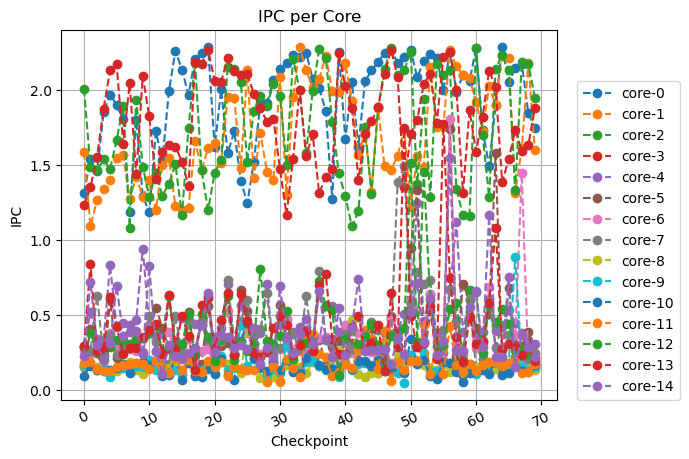 IPC per Core
IPC
2.0
1.5
1.0
0.5
0.0
0
10
20
30
40
50
60
70
Checkpoint
core-0
core-1
core-2
core-3
core-4
core-5
core-6
core-7
core-8
core-9
core-10
core-11
core-12
core-13
core-14